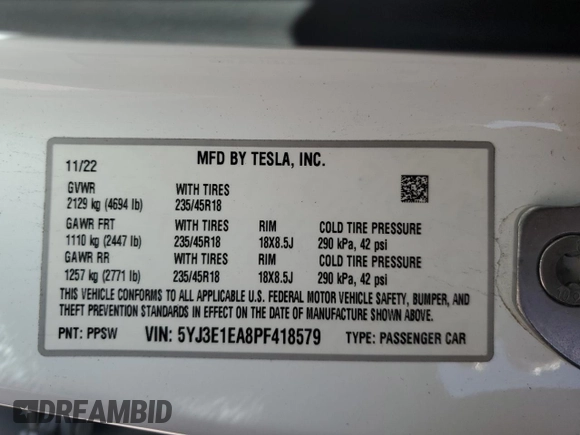 MFD BY TESLA, INC.
11/22
GVWR WITH TIRES
2129 kg (4694 lb) 235/45R18
GAWR FRT WITH TIRES RIM COLD TIRE PRESSURE
1110 kg (2447 lb) 235/45R18 18X8.5J 290 kPa, 42 psi
GAWR RR WITH TIRES RIM COLD TIRE PRESSURE
1257 kg (2771 lb) 235/45R18 18X8.5J 290 kPa, 42 psi
THIS VEHICLE CONFORMS TO ALL APPLICABLE U.S. FEDERAL MOTOR VEHICLE SAFETY, BUMPER, AND
THEFT PREVENTION STANDARDS IN EFFECT ON THE DATE OF MANUFACTURE SHOWN ABOVE.
PNT: PPSW VIN: 5YJ3E1EA8PF418579 TYPE: PASSENGER CAR
DREAMBID